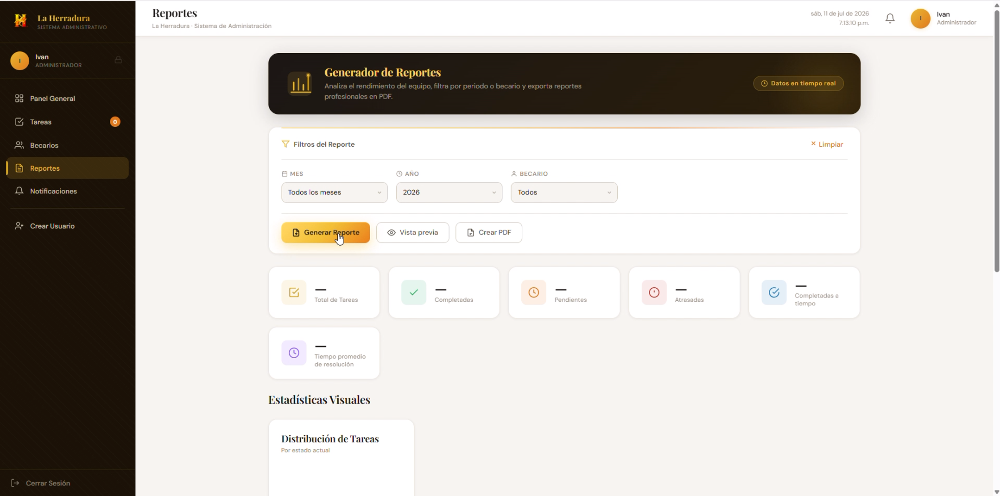 La Herradura
SISTEMA ADMINISTRATIVO
I
Ivan
ADMINISTRADOR
Panel General
Tareas
0
Becarios
Reportes
Notificaciones
Crear Usuario
Cerrar Sesión
Reportes
La Herradura · Sistema de Administración
sáb, 11 de jul de 2026
7:13:10 p.m.
I
Ivan
Administrador
Generador de Reportes
Analiza el rendimiento del equipo, filtra por periodo o becario y exporta reportes
profesionales en PDF.
Datos en tiempo real
Filtros del Reporte
× Limpiar
MES
AÑO
BECARIO
Todos los meses
2026
Todos
Generar Reporte
Vista previa
Crear PDF
—
Total de Tareas
—
Completadas
—
Pendientes
—
Atrasadas
—
Completadas a
tiempo
—
Tiempo promedio
de resolución
Estadísticas Visuales
Distribución de Tareas
Por estado actual